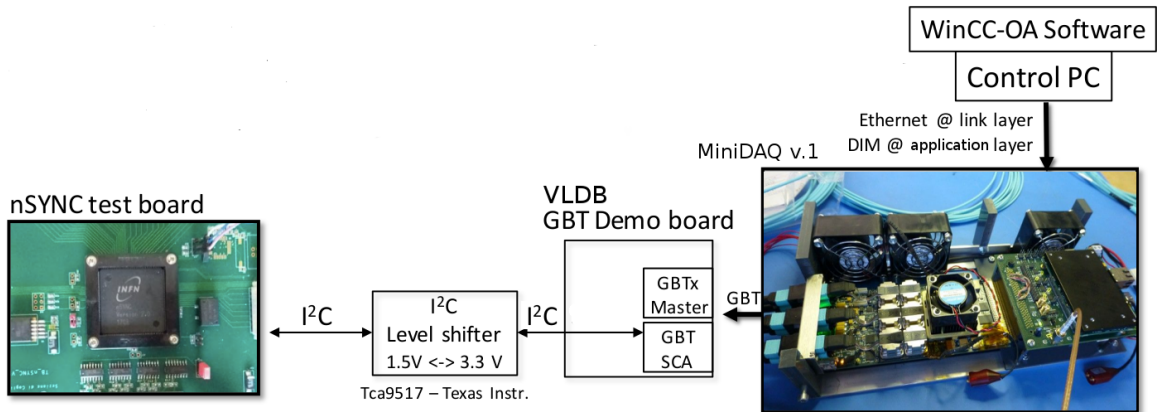 WinCC-OA Software
Control PC
Ethernet @ link layer
DIM @ application layer
MiniDAQ v.1
nSYNC test board
VLDB
GBT Demo board
INFN
I²C
I²C
Level shifter
1.5V <-> 3.3 V
Tca9517 – Texas Instr.
I²C
GBTx
Master
GBT
SCA
GBT